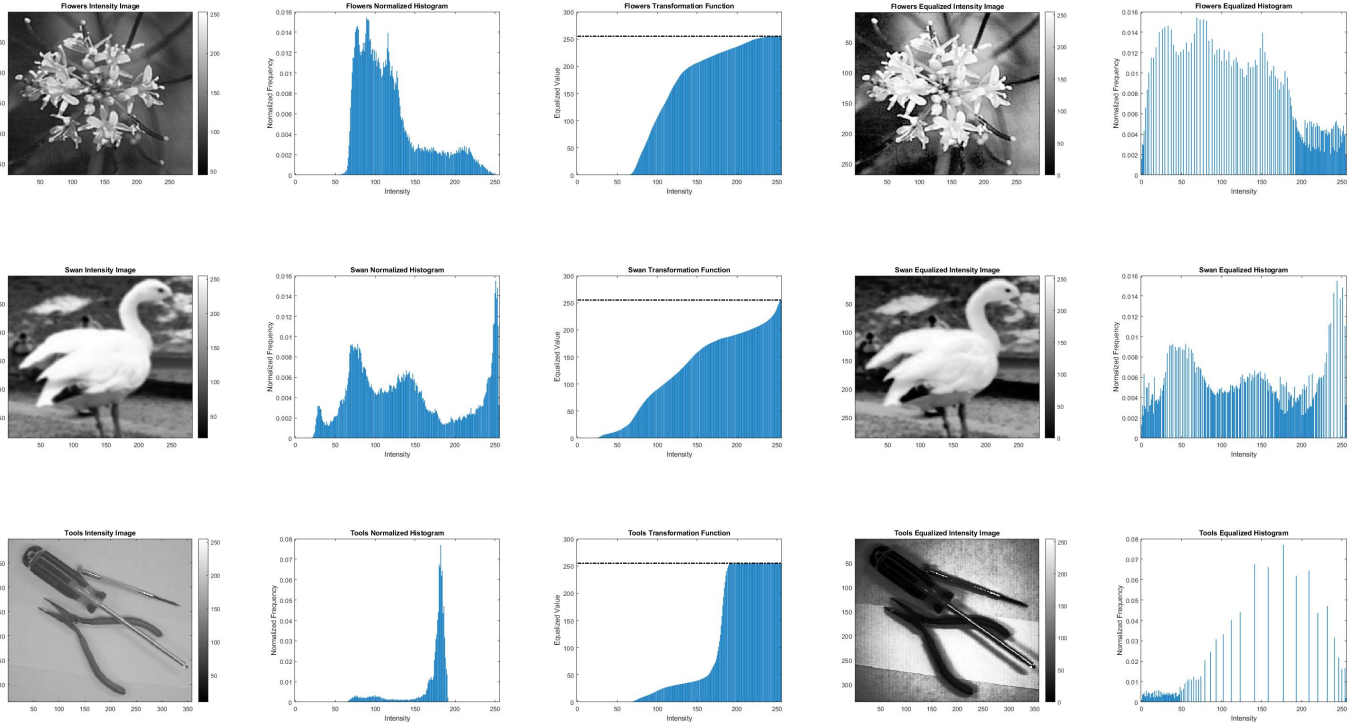 Flowers Intensity Image
250
200
150
100
50
50 100 150 200 250
Flowers Normalized Histogram
Normalized Frequency
0.016
0.014
0.012
0.01
0.008
0.006
0.004
0.002
0
0 50 100 150 200 250
Intensity
Flowers Transformation Function
Equalized Value
300
250
200
150
100
50
0
0 50 100 150 200 250
Intensity
Flowers Equalized Intensity Image
50
100
150
200
250
50 100 150 200 250
250
200
150
100
50
0
Flowers Equalized Histogram
Normalized Frequency
0.016
0.014
0.012
0.01
0.008
0.006
0.004
0.002
0
0 50 100 150 200 250
Intensity
Swan Intensity Image
250
200
150
100
50
50 100 150 200 250
Swan Normalized Histogram
Normalized Frequency
0.016
0.014
0.012
0.01
0.008
0.006
0.004
0.002
0
0 50 100 150 200 250
Intensity
Swan Transformation Function
Equalized Value
300
250
200
150
100
50
0
0 50 100 150 200 250
Intensity
Swan Equalized Intensity Image
50
100
150
200
250
50 100 150 200 250
250
200
150
100
50
0
Swan Equalized Histogram
Normalized Frequency
0.016
0.014
0.012
0.01
0.008
0.006
0.004
0.002
0
0 50 100 150 200 250
Intensity
Tools Intensity Image
250
200
150
100
50
50 100 150 200 250 300 350
Tools Normalized Histogram
Normalized Frequency
0.08
0.07
0.06
0.05
0.04
0.03
0.02
0.01
0
0 50 100 150 200 250
Intensity
Tools Transformation Function
Equalized Value
300
250
200
150
100
50
0
0 50 100 150 200 250
Intensity
Tools Equalized Intensity Image
50
100
150
200
250
300
50 100 150 200 250 300 350
250
200
150
100
50
0
Tools Equalized Histogram
Normalized Frequency
0.08
0.07
0.06
0.05
0.04
0.03
0.02
0.01
0
0 50 100 150 200 250
Intensity